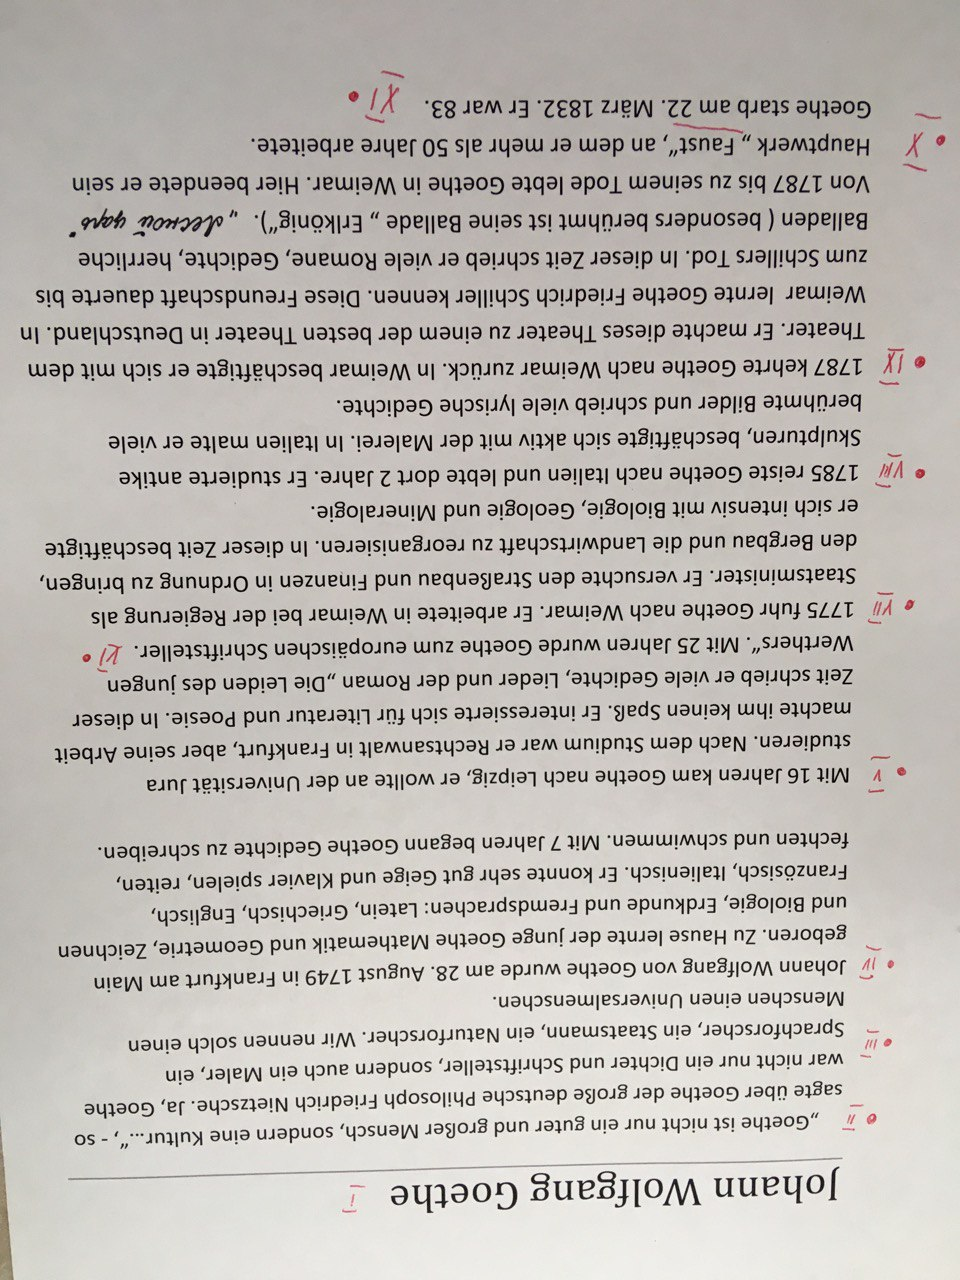 Johann Wolfgang Goethe i
ii „Goethe ist nicht nur ein guter und großer Mensch, sondern eine Kultur...“, - so
sagte über Goethe der große deutsche Philosoph Friedrich Nietzsche. Ja, Goethe
war nicht nur ein Dichter und Schriftsteller, sondern auch ein Maler, ein
iii Sprachforscher, ein Staatsmann, ein Naturforscher. Wir nennen solch einen
Menschen einen Universalmenschen.
iv Johann Wolfgang von Goethe wurde am 28. August 1749 in Frankfurt am Main
geboren. Zu Hause lernte der junge Goethe Mathematik und Geometrie, Zeichnen
und Biologie, Erdkunde und Fremdsprachen: Latein, Griechisch, Englisch,
Französisch, Italienisch. Er konnte sehr gut Geige und Klavier spielen, reiten,
fechten und schwimmen. Mit 7 Jahren begann Goethe Gedichte zu schreiben.
v Mit 16 Jahren kam Goethe nach Leipzig, er wollte an der Universität Jura
studieren. Nach dem Studium war er Rechtsanwalt in Frankfurt, aber seine Arbeit
machte ihm keinen Spaß. Er interessierte sich für Literatur und Poesie. In dieser
Zeit schrieb er viele Gedichte, Lieder und der Roman „Die Leiden des jungen
Werthers“. Mit 25 Jahren wurde Goethe zum europäischen Schriftsteller. VI
VII 1775 fuhr Goethe nach Weimar. Er arbeitete in Weimar bei der Regierung als
Staatsminister. Er versuchte den Straßenbau und Finanzen in Ordnung zu bringen,
den Bergbau und die Landwirtschaft zu reorganisieren. In dieser Zeit beschäftigte
er sich intensiv mit Biologie, Geologie und Mineralogie.
VIII 1785 reiste Goethe nach Italien und lebte dort 2 Jahre. Er studierte antike
Skulpturen, beschäftigte sich aktiv mit der Malerei. In Italien malte er viele
berühmte Bilder und schrieb viele lyrische Gedichte.
IX 1787 kehrte Goethe nach Weimar zurück. In Weimar beschäftigte er sich mit dem
Theater. Er machte dieses Theater zu einem der besten Theater in Deutschland. In
Weimar lernte Goethe Friedrich Schiller kennen. Diese Freundschaft dauerte bis
zum Schillers Tod. In dieser Zeit schrieb er viele Romane, Gedichte, herrliche
Balladen ( besonders berühmt ist seine Ballade „ Erlkönig“). „ Лесной царь"
Von 1787 bis zu seinem Tode lebte Goethe in Weimar. Hier beendete er sein
X Hauptwerk „ Faust“, an dem er mehr als 50 Jahre arbeitete.
Goethe starb am 22. März 1832. Er war 83. XI